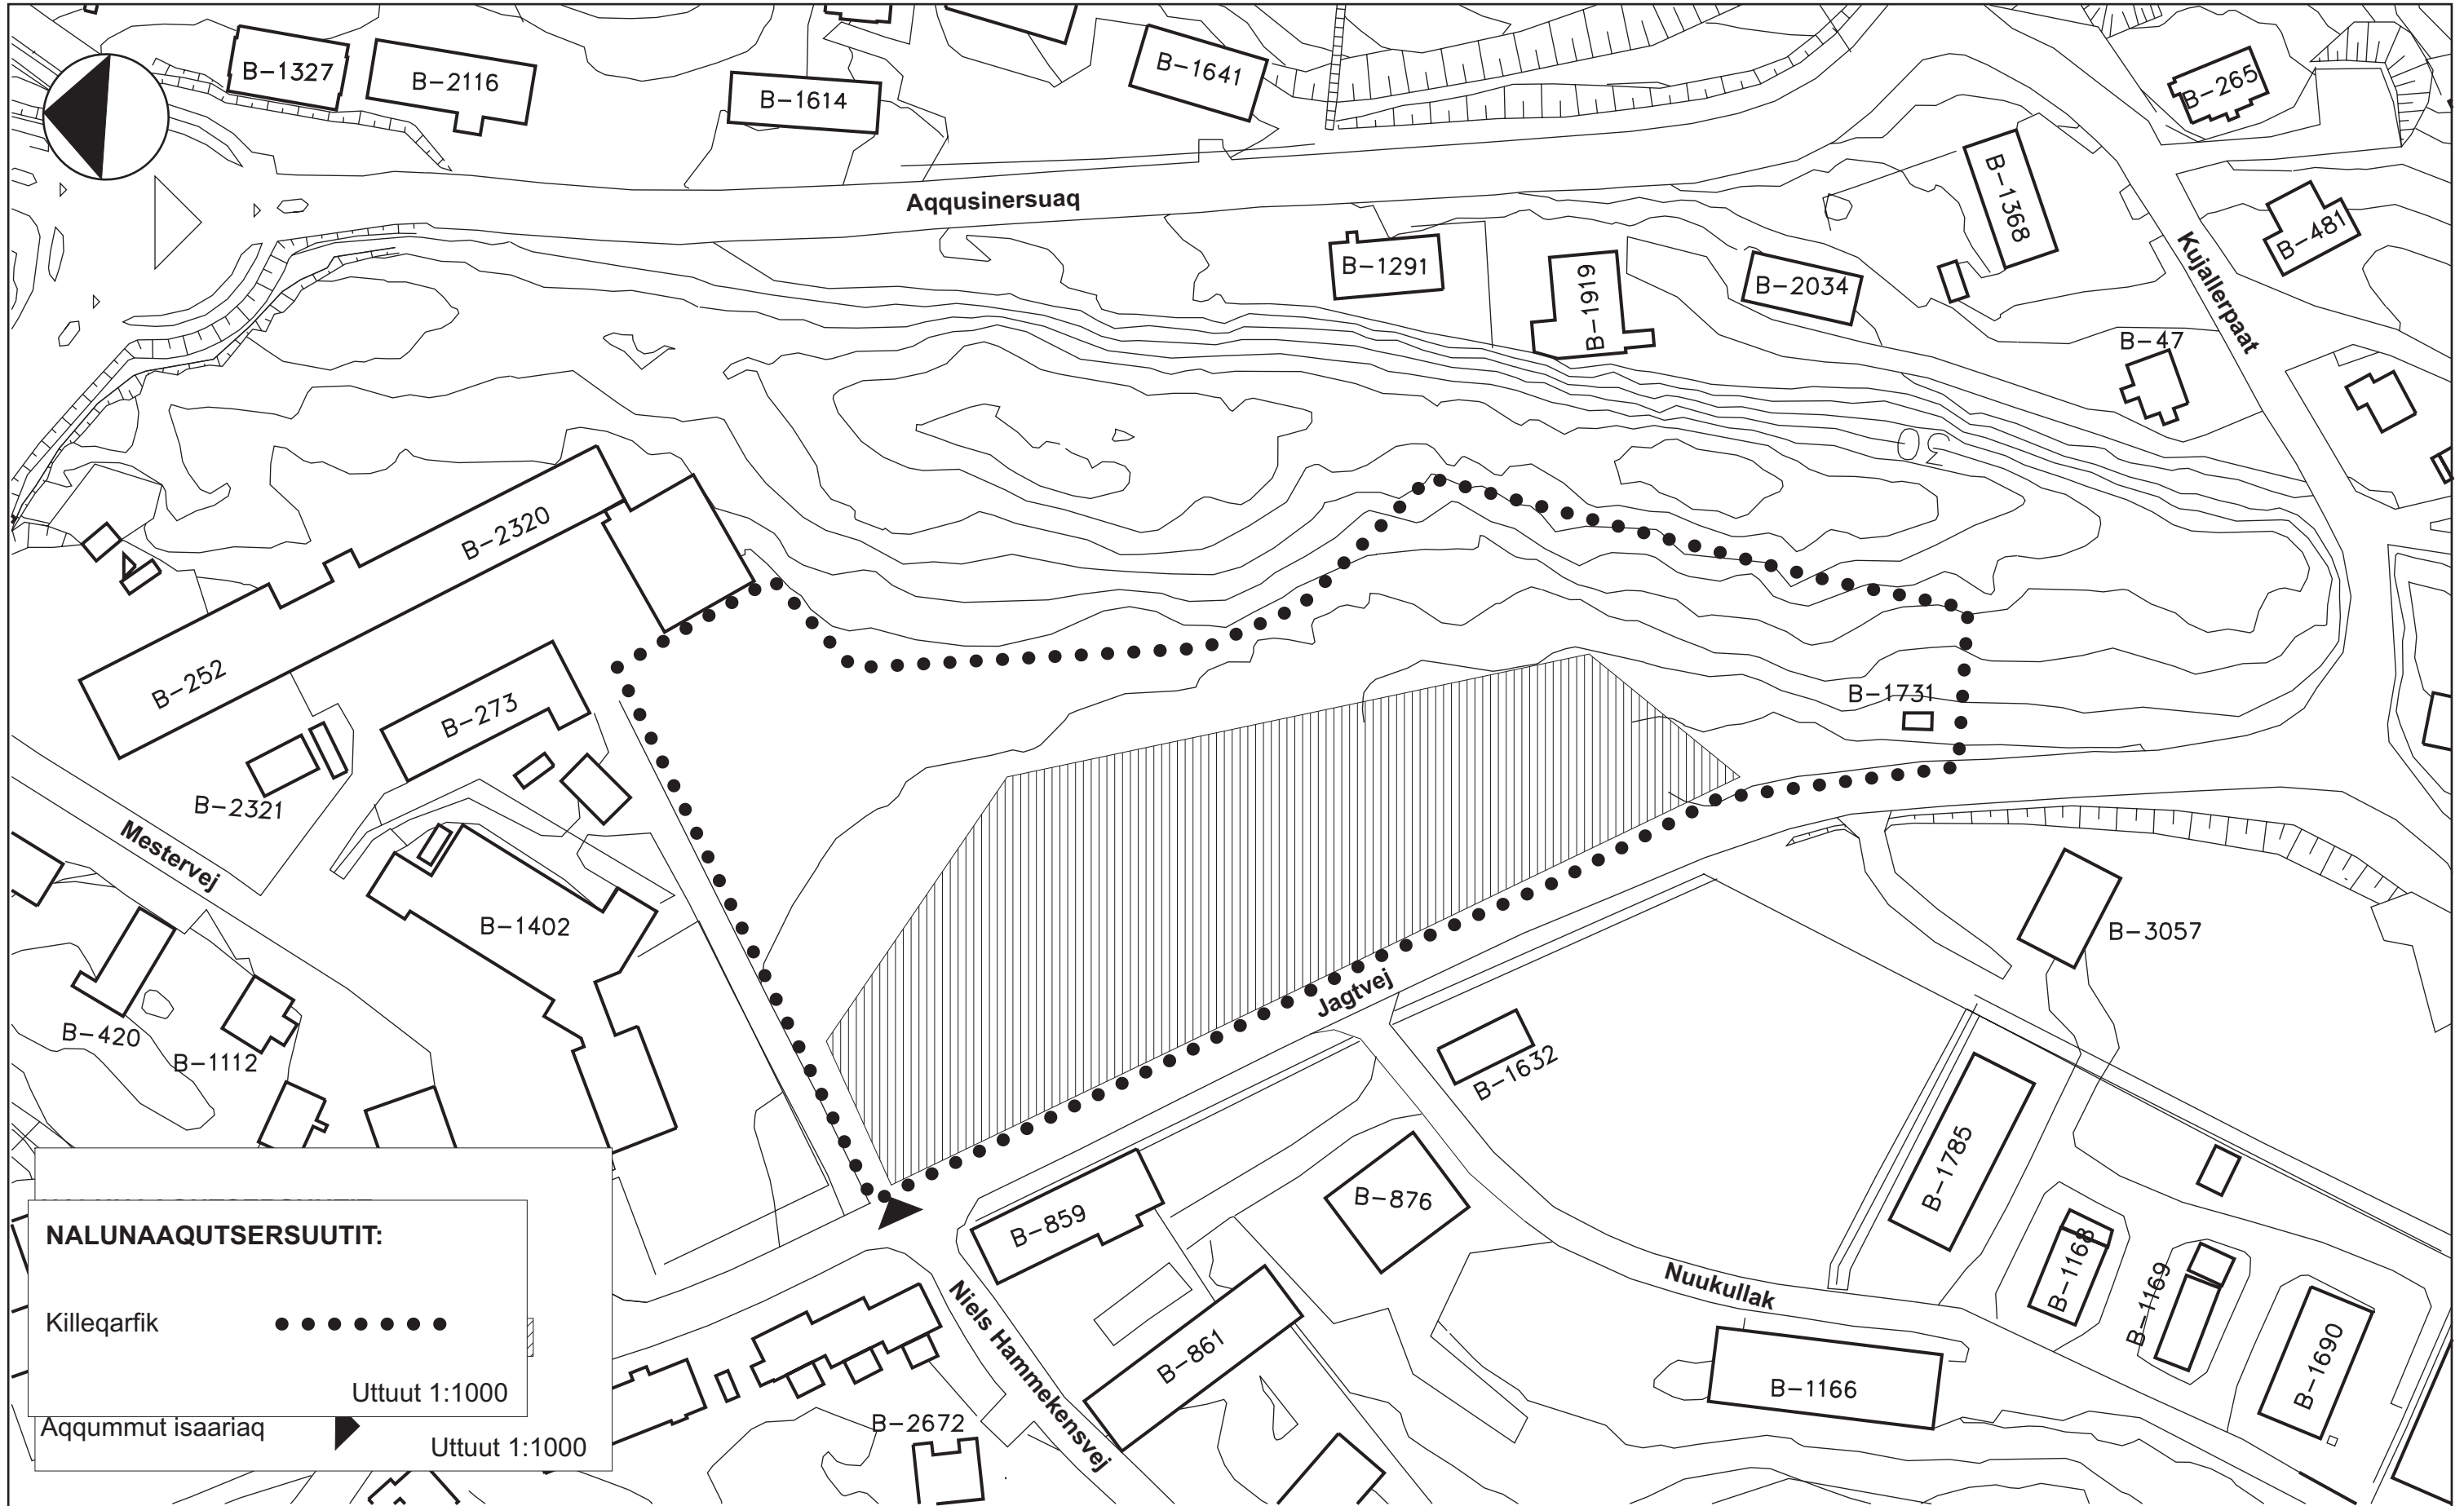 B-1327
B-2116
B-1614
B-1641
B-265
Aqqusinersuaq
B-1368
B-481
Kujallerpaat
B-1291
B-1919
B-2034
B-47
B-2320
B-252
B-273
B-2321
B-1731
Mestervej
B-1402
B-3057
B-420
B-1112
Jagtvej
B-1632
B-1785
B-859
B-876
B-1168
B-1169
B-1690
Nuukullak
B-861
B-1166
Niels Hammekensvej
B-2672
NALUNAAQUTSERSUUTIT:
Killeqarfik
Uttuut 1:1000
Aqqummut isaariaq
Uttuut 1:1000